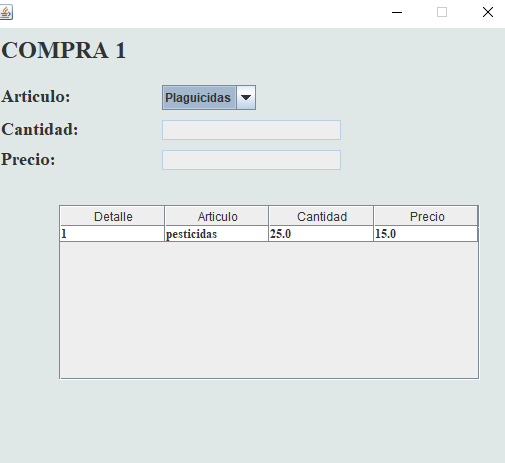 COMPRA 1
Articulo: Plaguicidas
Cantidad:
Precio:
Detalle Articulo Cantidad Precio
1 pesticidas 25.0 15.0